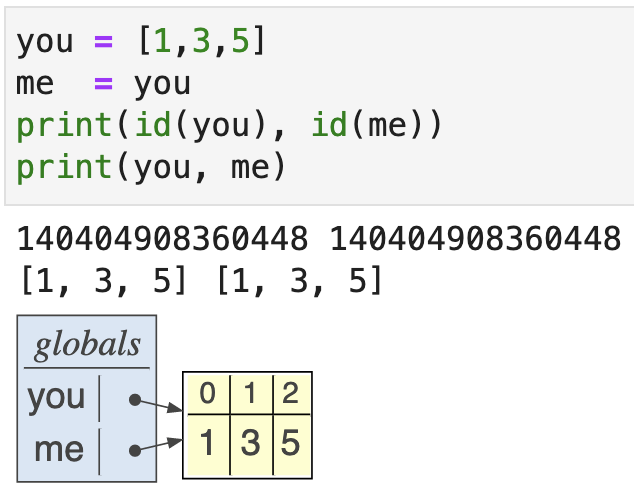 you = [1,3,5]
me  = you
print(id(you), id(me))
print(you, me)
140404908360448 140404908360448
[1, 3, 5] [1, 3, 5]
globals
you
me
0 1 2
1 3 5